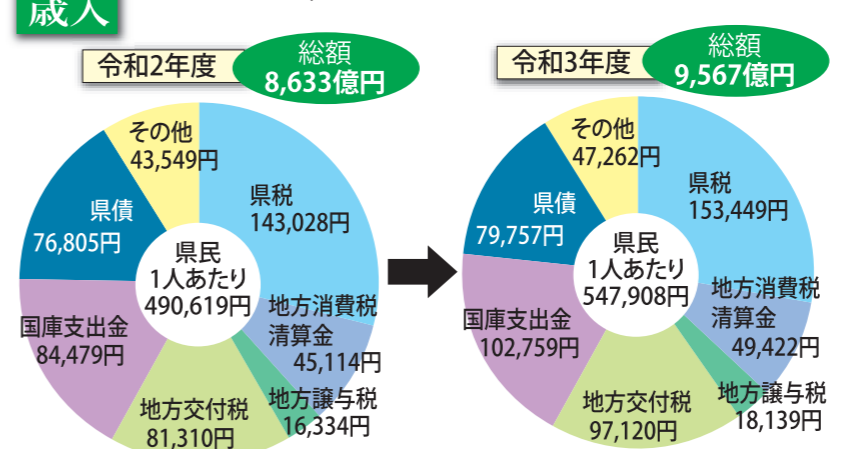 歳入
令和2年度
総額
8,633億円
その他
43,549円
県税
143,028円
県債
76,805円
県民
1人あたり
490,619円
地方消費税
清算金
45,114円
国庫支出金
84,479円
地方譲与税
16,334円
地方交付税
81,310円
令和3年度
総額
9,567億円
その他
47,262円
県税
153,449円
県債
79,757円
県民
1人あたり
547,908円
地方消費税
清算金
49,422円
国庫支出金
102,759円
地方譲与税
18,139円
地方交付税
97,120円